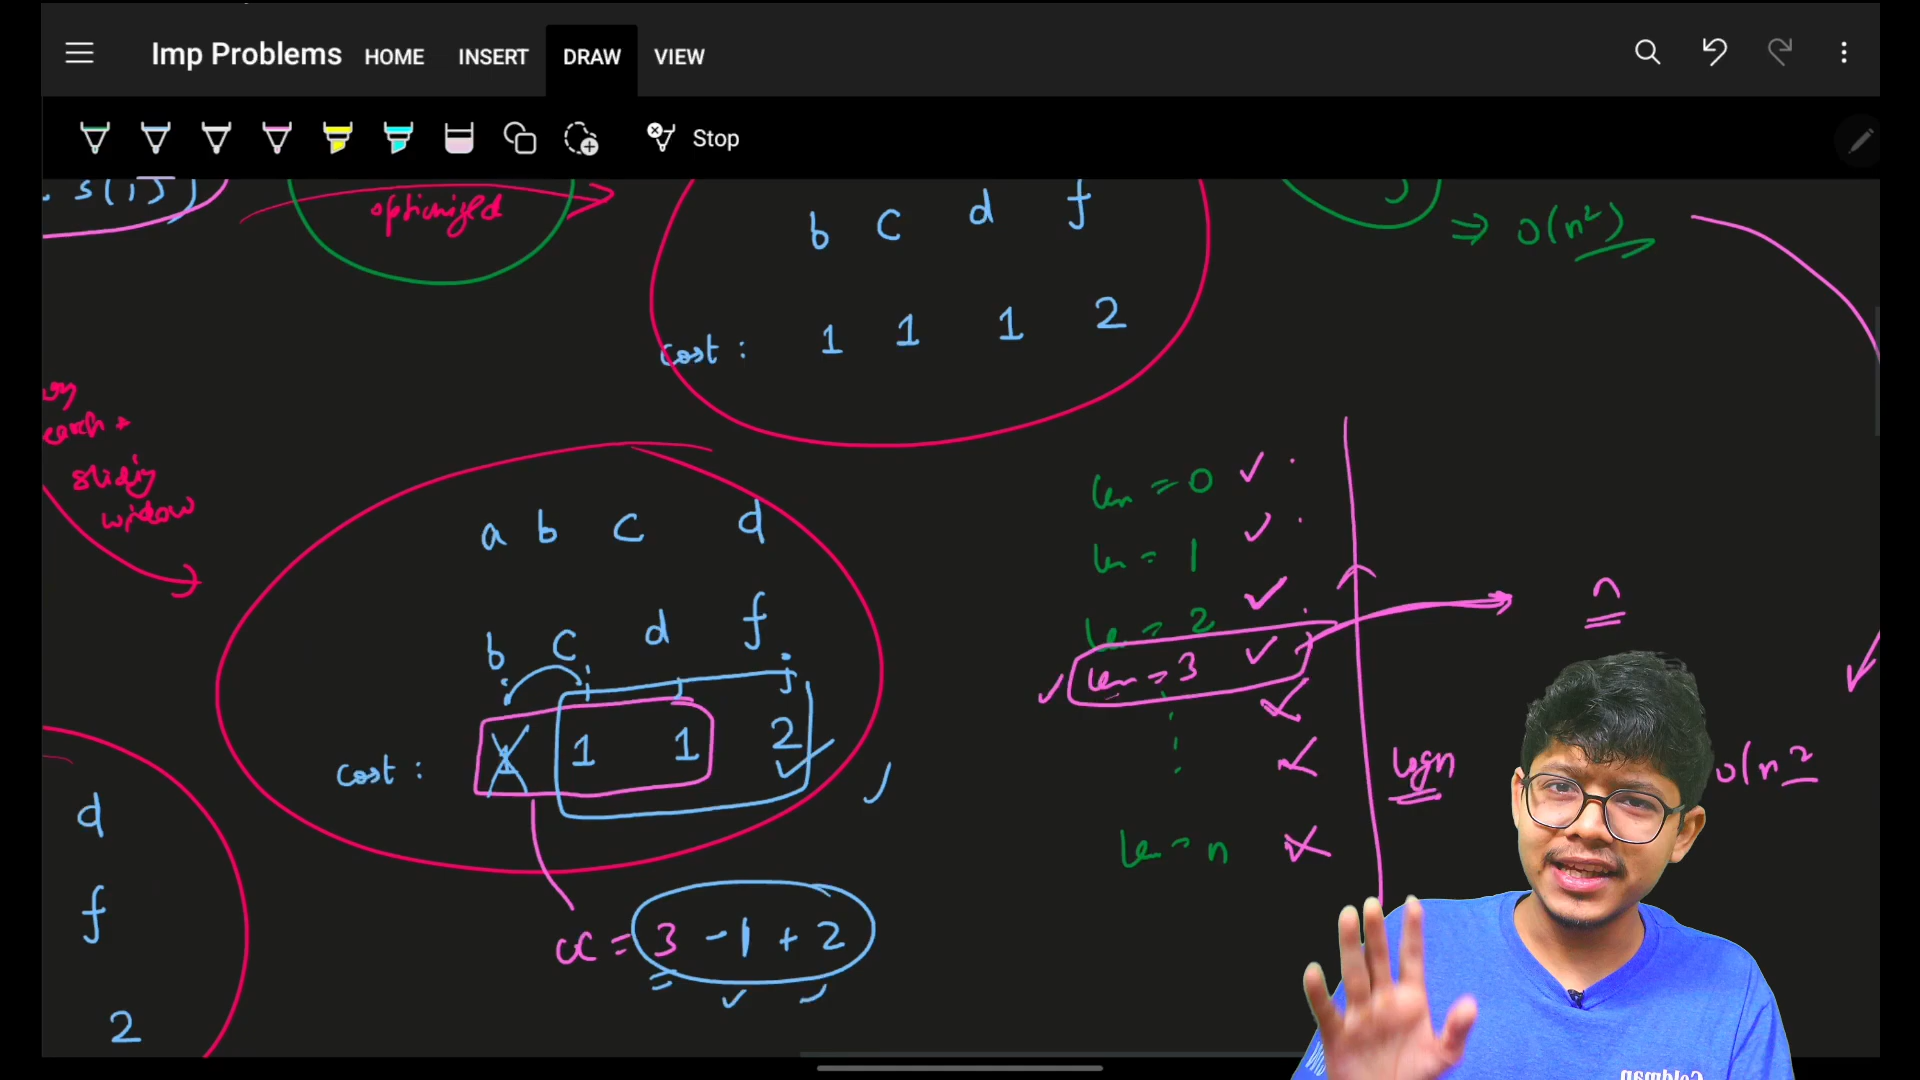 Imp Problems HOME INSERT DRAW VIEW
Stop
. s(i])
optimized
b c d f
cost : 1 1 1 2
⇒ O(n²)
sliding
window
a b c d
b c d f
i j
cost : 1 1 1 2
len = 0 ✓
len = 1 ✓
len = 2 ✓
✓ len = 3 ✓
len = n ✗
n
logn
O(n²
d
f
2
cc = 3 - 1 + 2